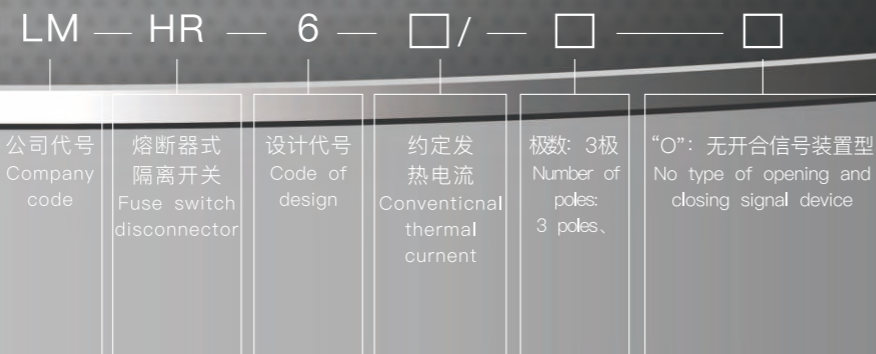 LM — HR — 6 — □/ — □ — □
公司代号
Company
code
熔断器式
隔离开关
Fuse switch
disconnector
设计代号
Code of
design
约定发
热电流
Conventicnal
thermal
curnent
极数: 3极
Number of
poles:
3 poles、
“O”: 无开合信号装置型
No type of opening and
closing signal device